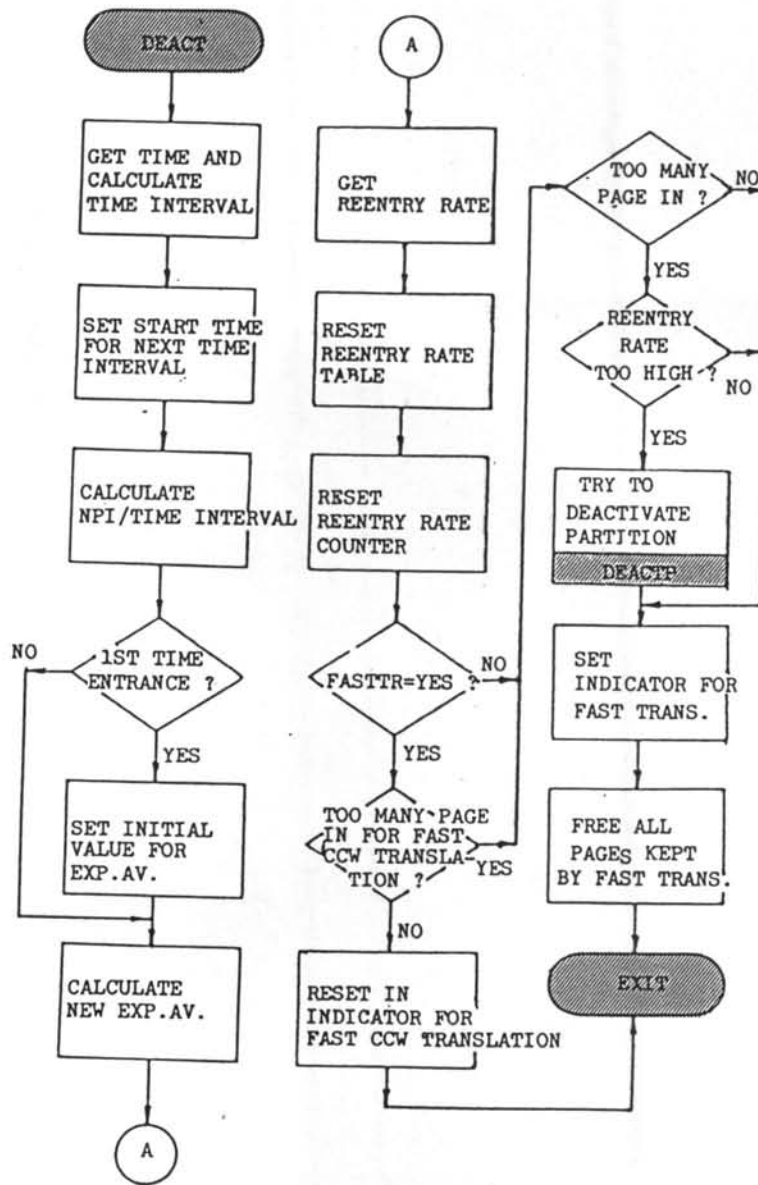 DEACT
GET TIME AND
CALCULATE
TIME INTERVAL
SET START TIME
FOR NEXT TIME
INTERVAL
CALCULATE
NPI/TIME INTERVAL
NO
1ST TIME
ENTRANCE ?
YES
SET INITIAL
VALUE FOR
EXP.AV.
CALCULATE
NEW EXP.AV.
A
A
GET
REENTRY RATE
RESET
REENTRY RATE
TABLE
RESET
REENTRY RATE
COUNTER
FASTTR=YES ?
NO
YES
TOO MANY PAGE
IN FOR FAST
CCW TRANSLA-
TION ?
YES
NO
RESET IN
INDICATOR FOR
FAST CCW TRANSLATION
TOO MANY
PAGE IN ?
NO
YES
REENTRY
RATE
TOO HIGH ?
NO
YES
TRY TO
DEACTIVATE
PARTITION
DEACTP
SET
INDICATOR FOR
FAST TRANS.
FREE ALL
PAGES KEPT
BY FAST TRANS.
EXIT